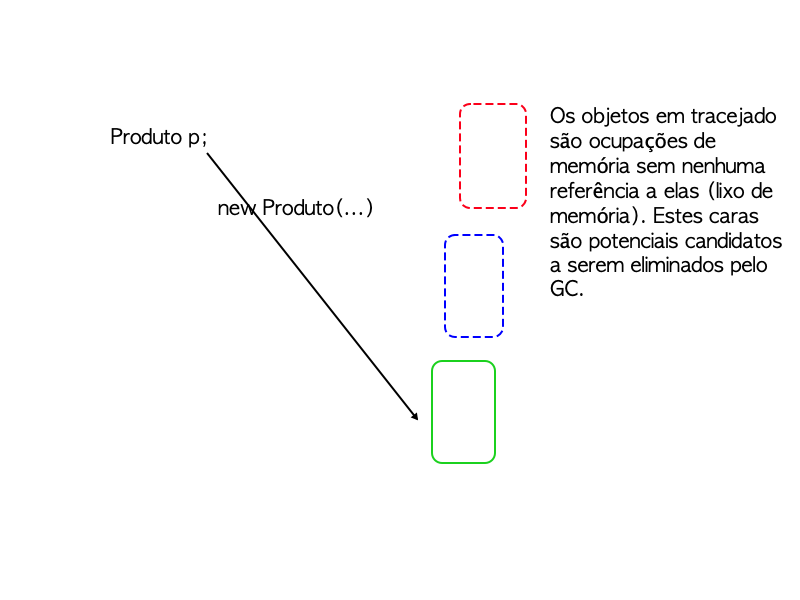 Produto p;
new Produto(...)
Os objetos em tracejado
são ocupações de
memória sem nenhuma
referência a elas (lixo de
memória). Estes caras
são potenciais candidatos
a serem eliminados pelo
GC.